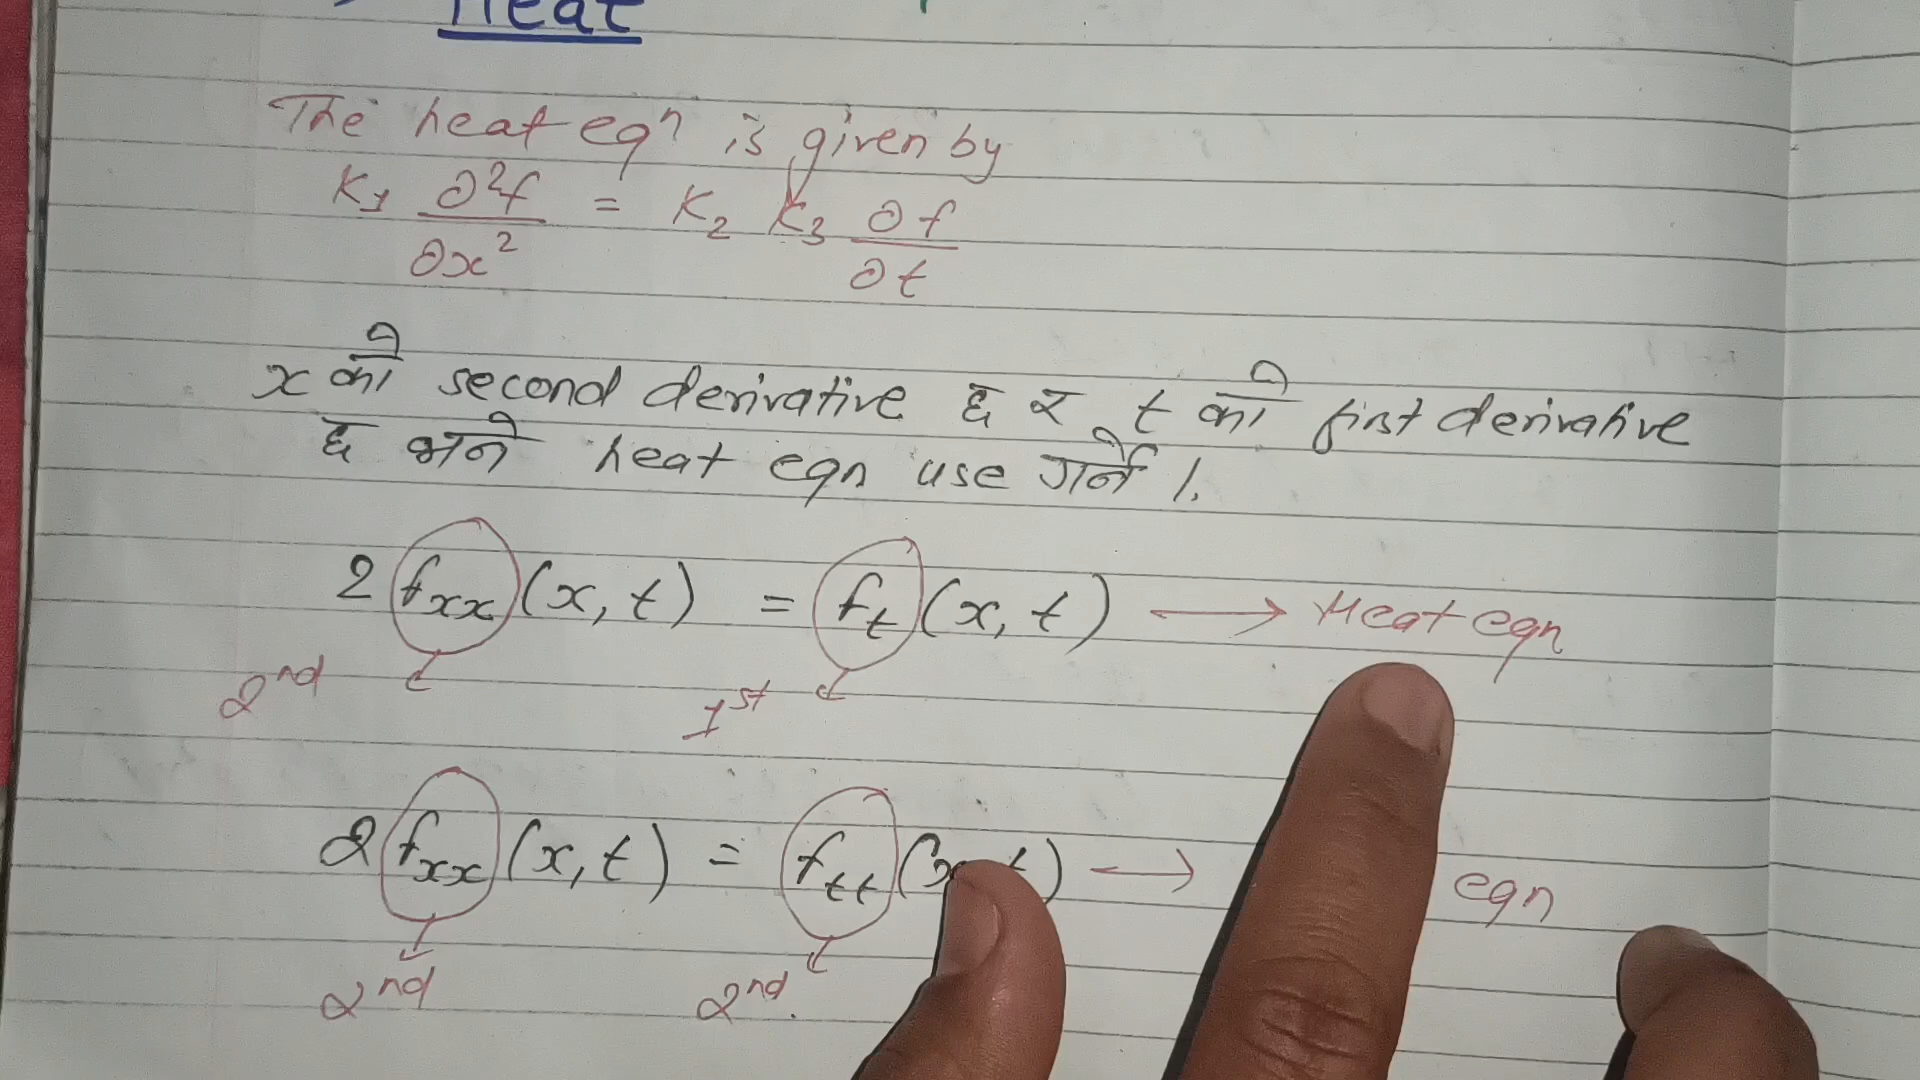 Heat
The heat eqⁿ is given by
K₁ ∂²f/∂x² = K₂ K₃ ∂f/∂t
x को second derivative छ र t को first derivative
छ भने heat eqn use गर्ने ।.
2 fxx (x, t) = ft (x, t) → Heat eqn
2nd 1st
2 fxx (x, t) = ftt (x, t) → eqn
2nd 2nd.